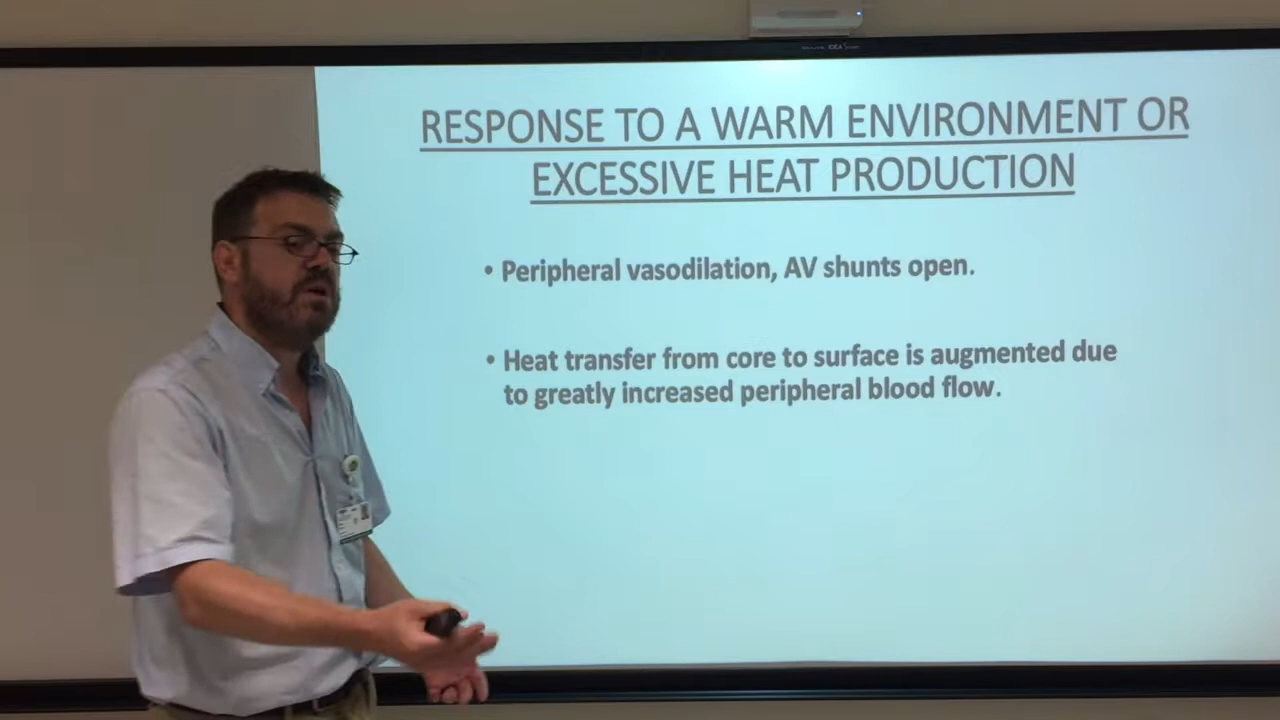 RESPONSE TO A WARM ENVIRONMENT OR
EXCESSIVE HEAT PRODUCTION
• Peripheral vasodilation, AV shunts open.
• Heat transfer from core to surface is augmented due
to greatly increased peripheral blood flow.